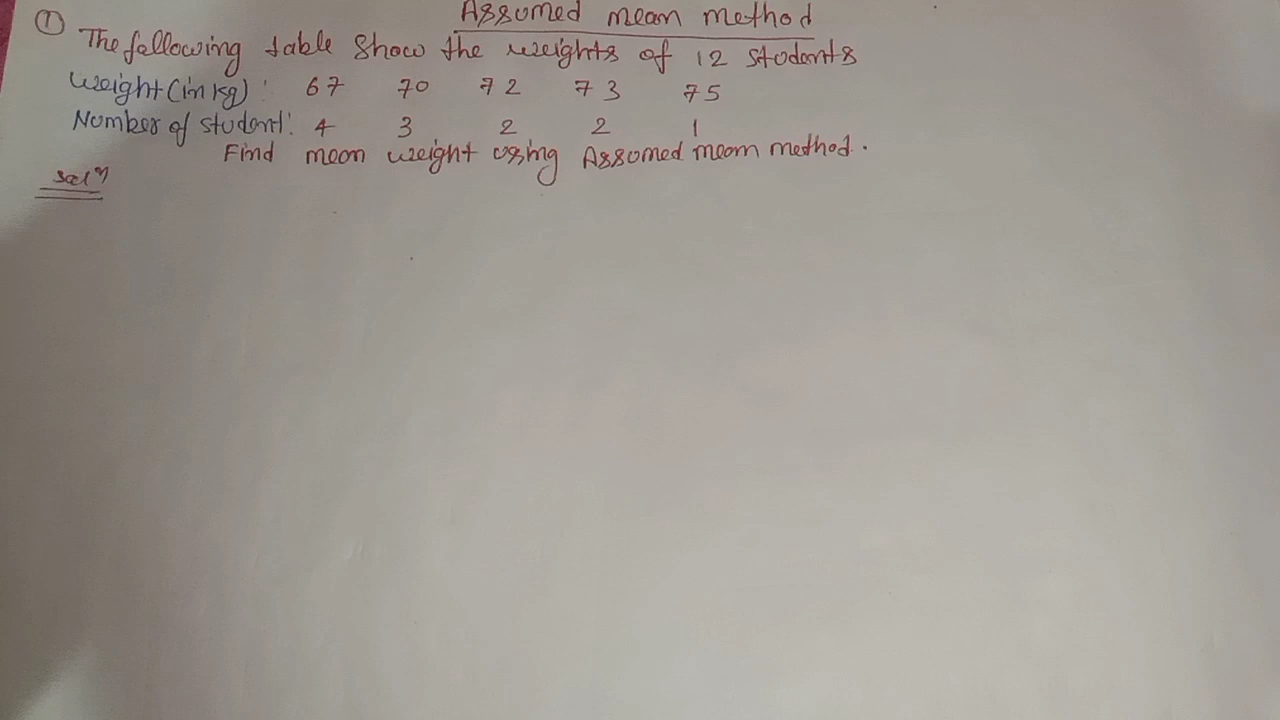 Assumed mean method
① The following table show the weights of 12 students
Weight (in kg) : 67 70 72 73 75
Number of student: 4 3 2 2 1
Find mean weight using Assumed mean method.
Solⁿ